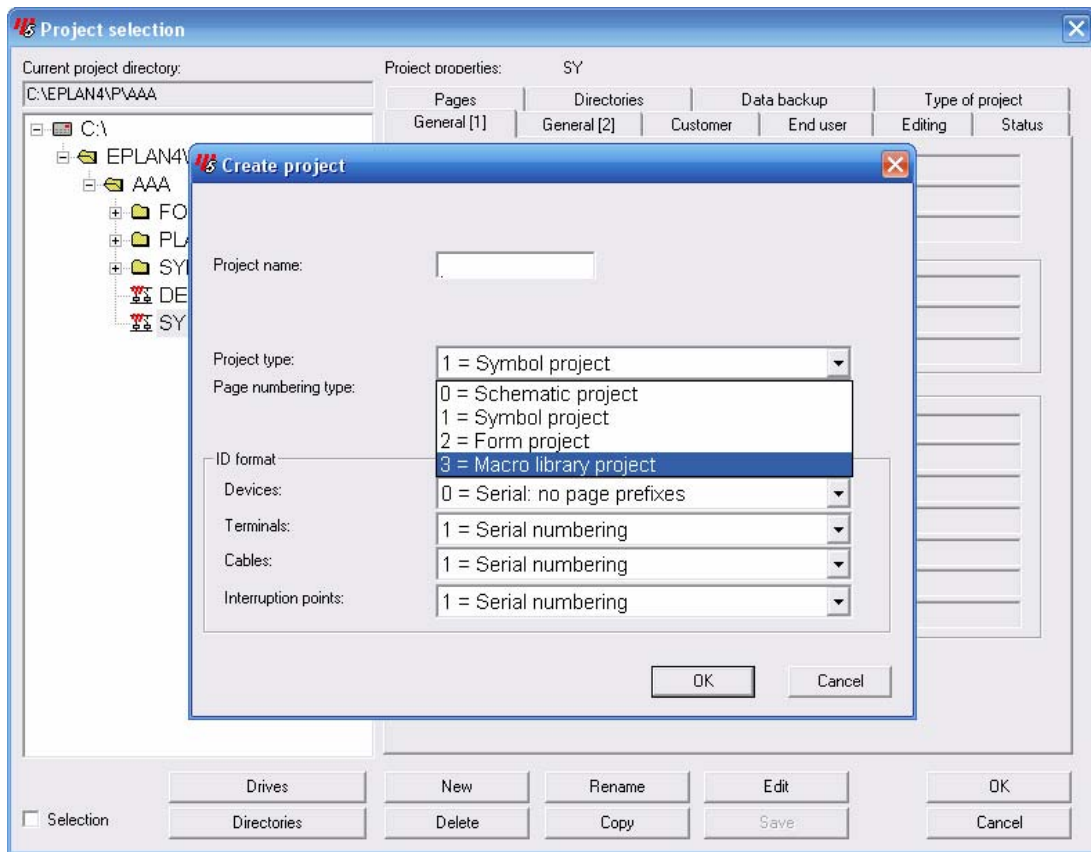 Project selection
Current project directory:
C:\EPLAN4\P\AAA
C:\
EPLAN4\
AAA
FO
PLA
SY
DE
SY
Project properties: SY
Pages Directories Data backup Type of project
General [1] General [2] Customer End user Editing Status
Create project
Project name:
Project type: 1 = Symbol project
0 = Schematic project
1 = Symbol project
2 = Form project
3 = Macro library project
Page numbering type:
ID format
Devices: 0 = Serial: no page prefixes
Terminals: 1 = Serial numbering
Cables: 1 = Serial numbering
Interruption points: 1 = Serial numbering
OK Cancel
Drives New Rename Edit OK
Selection Directories Delete Copy Save Cancel